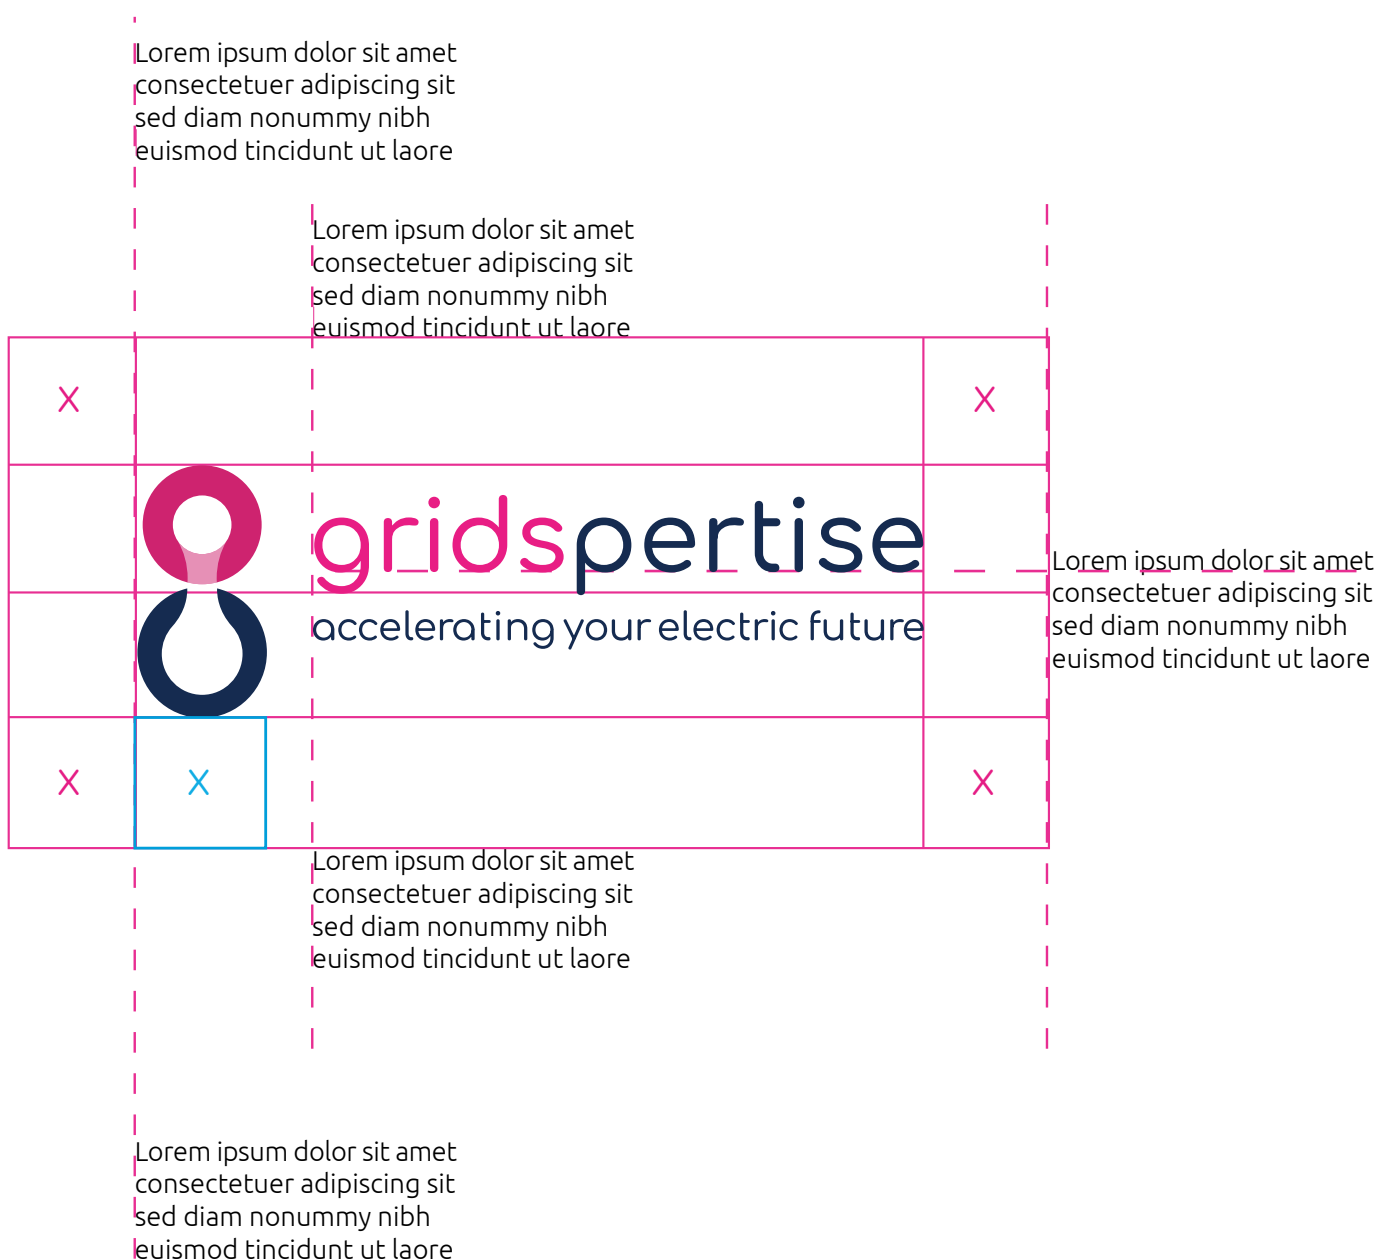 Lorem ipsum dolor sit amet
consectetuer adipiscing sit
sed diam nonummy nibh
euismod tincidunt ut laore
Lorem ipsum dolor sit amet
consectetuer adipiscing sit
sed diam nonummy nibh
euismod tincidunt ut laore
X
X
gridspertise
accelerating your electric future
Lorem ipsum dolor sit amet
consectetuer adipiscing sit
sed diam nonummy nibh
euismod tincidunt ut laore
X
X
X
Lorem ipsum dolor sit amet
consectetuer adipiscing sit
sed diam nonummy nibh
euismod tincidunt ut laore
Lorem ipsum dolor sit amet
consectetuer adipiscing sit
sed diam nonummy nibh
euismod tincidunt ut laore